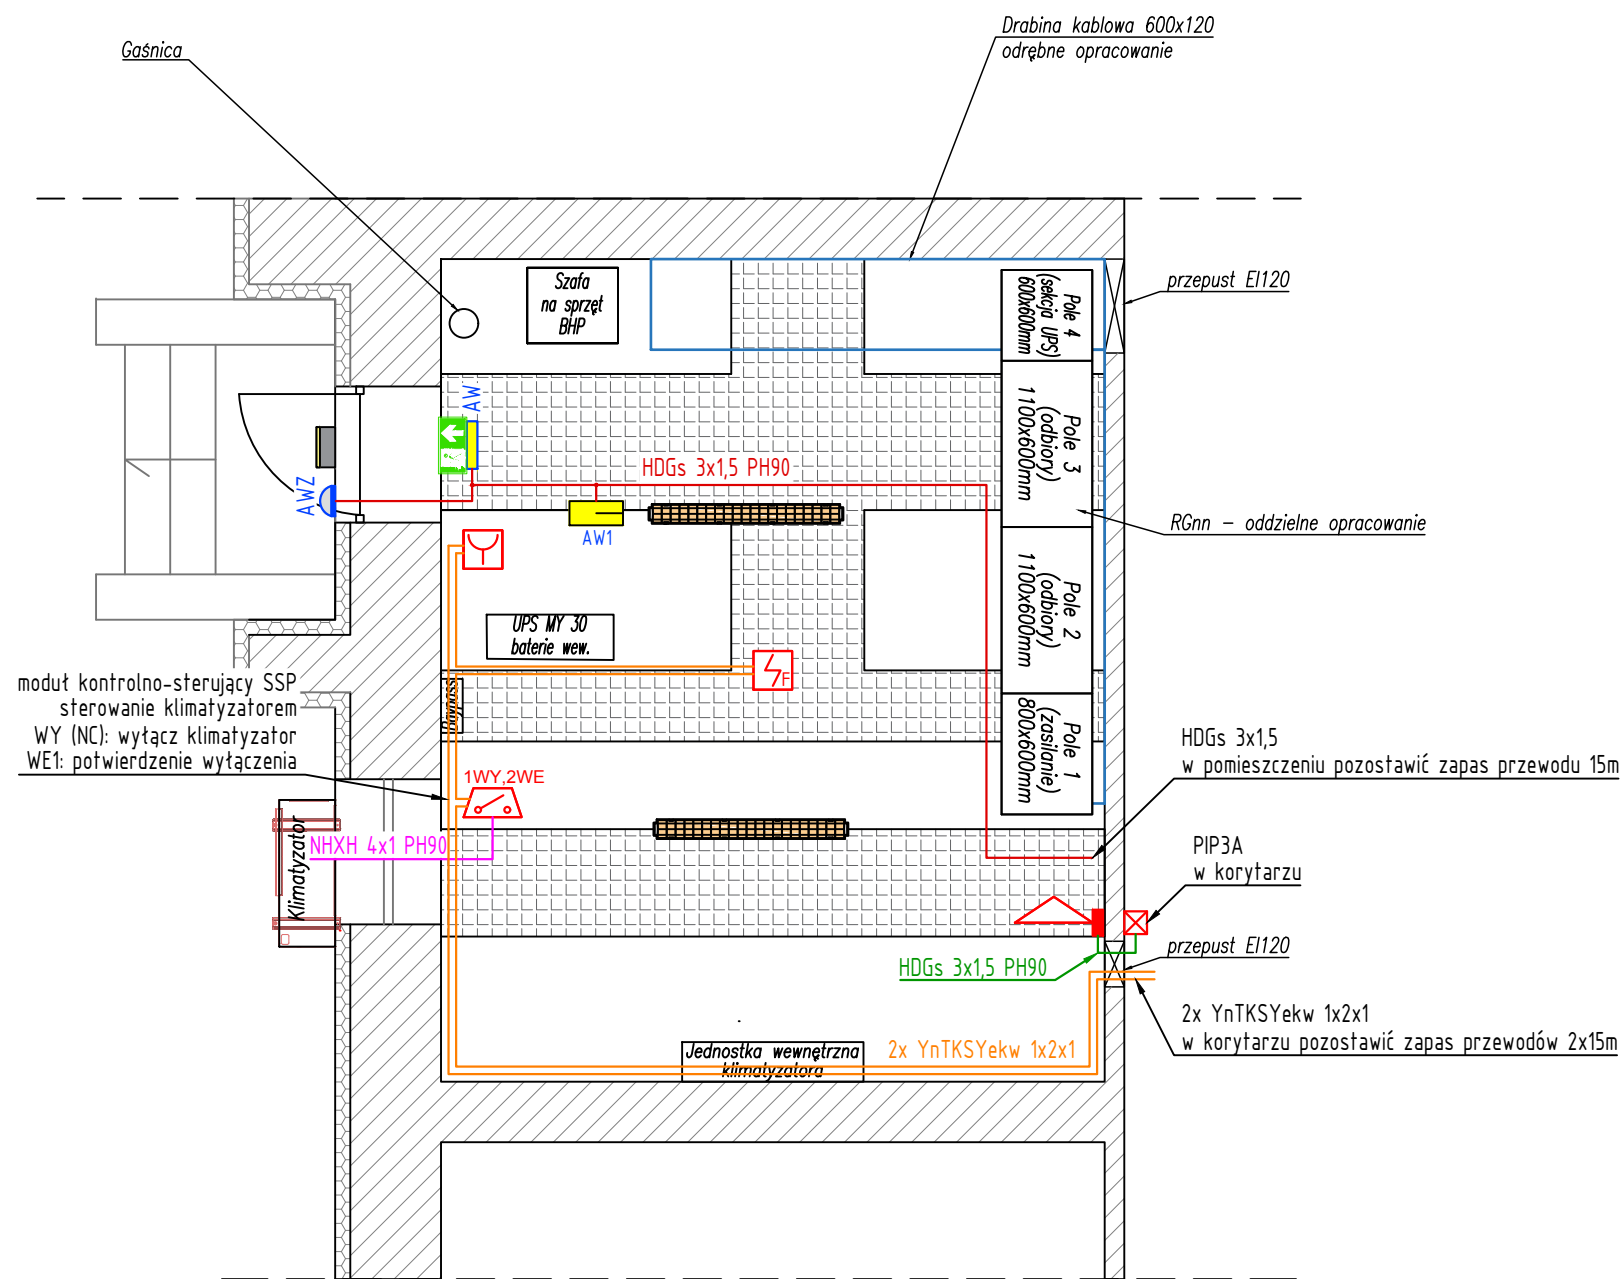 Drabina kablowa 600x120
odrębne opracowanie
Gaśnica
Szafa
na sprzęt
BHP
Pole 4
(sekcja UPS)
600x600mm
przepust EI120
Pole 3
(odbiory)
1100x600mm
AW
HDGs 3x1,5 PH90
AWZ
AW1
RGnn – oddzielne opracowanie
Pole 2
(odbiory)
1100x600mm
UPS MY 30
baterie wew.
F
moduł kontrolno-sterujący SSP
sterowanie klimatyzatorem
WY (NC): wyłącz klimatyzator
WE1: potwierdzenie wyłączenia
Pole 1
(zasilanie)
800x600mm
1WY,2WE
HDGs 3x1,5
w pomieszczeniu pozostawić zapas przewodu 15m
Klimatyzator
NHXH 4x1 PH90
PIP3A
w korytarzu
przepust EI120
HDGs 3x1,5 PH90
2x YnTKSYekw 1x2x1
w korytarzu pozostawić zapas przewodów 2x15m
Jednostka wewnętrzna
klimatyzatora
2x YnTKSYekw 1x2x1